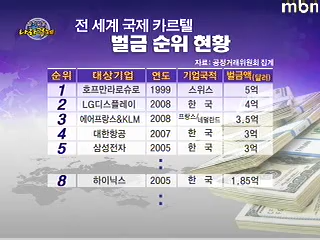 mbn
전 세계 국제 카르텔
벌금 순위 현황
자료 : 공정거래위원회 집계
순위 대상기업 연도 기업국적 벌금액(달러)
1 호프만라로슈로 1999 스위스 5억
2 LG디스플레이 2008 한 국 4억
3 에어프랑스&KLM 2008 프랑스/네덜란드 3.5억
4 대한항공 2007 한 국 3억
5 삼성전자 2005 한 국 3억
8 하이닉스 2005 한 국 1.85억